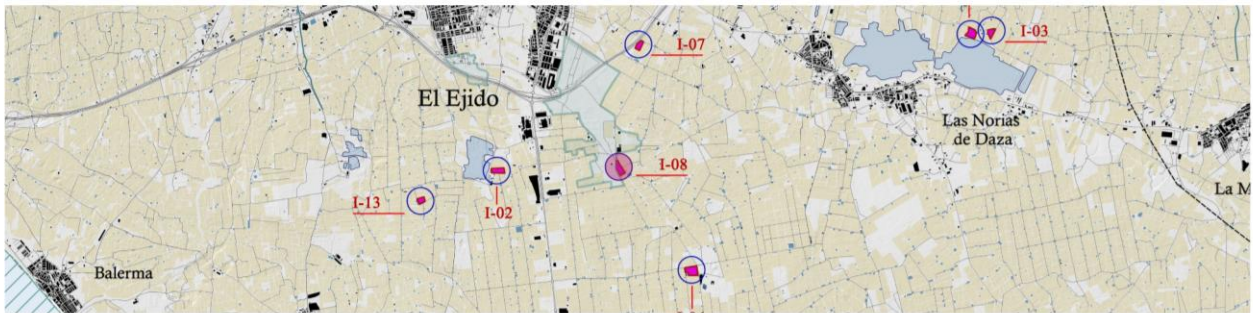 I-07
I-03
El Ejido
Las Norias
de Daza
I-08
La M
I-13
I-02
Balerma